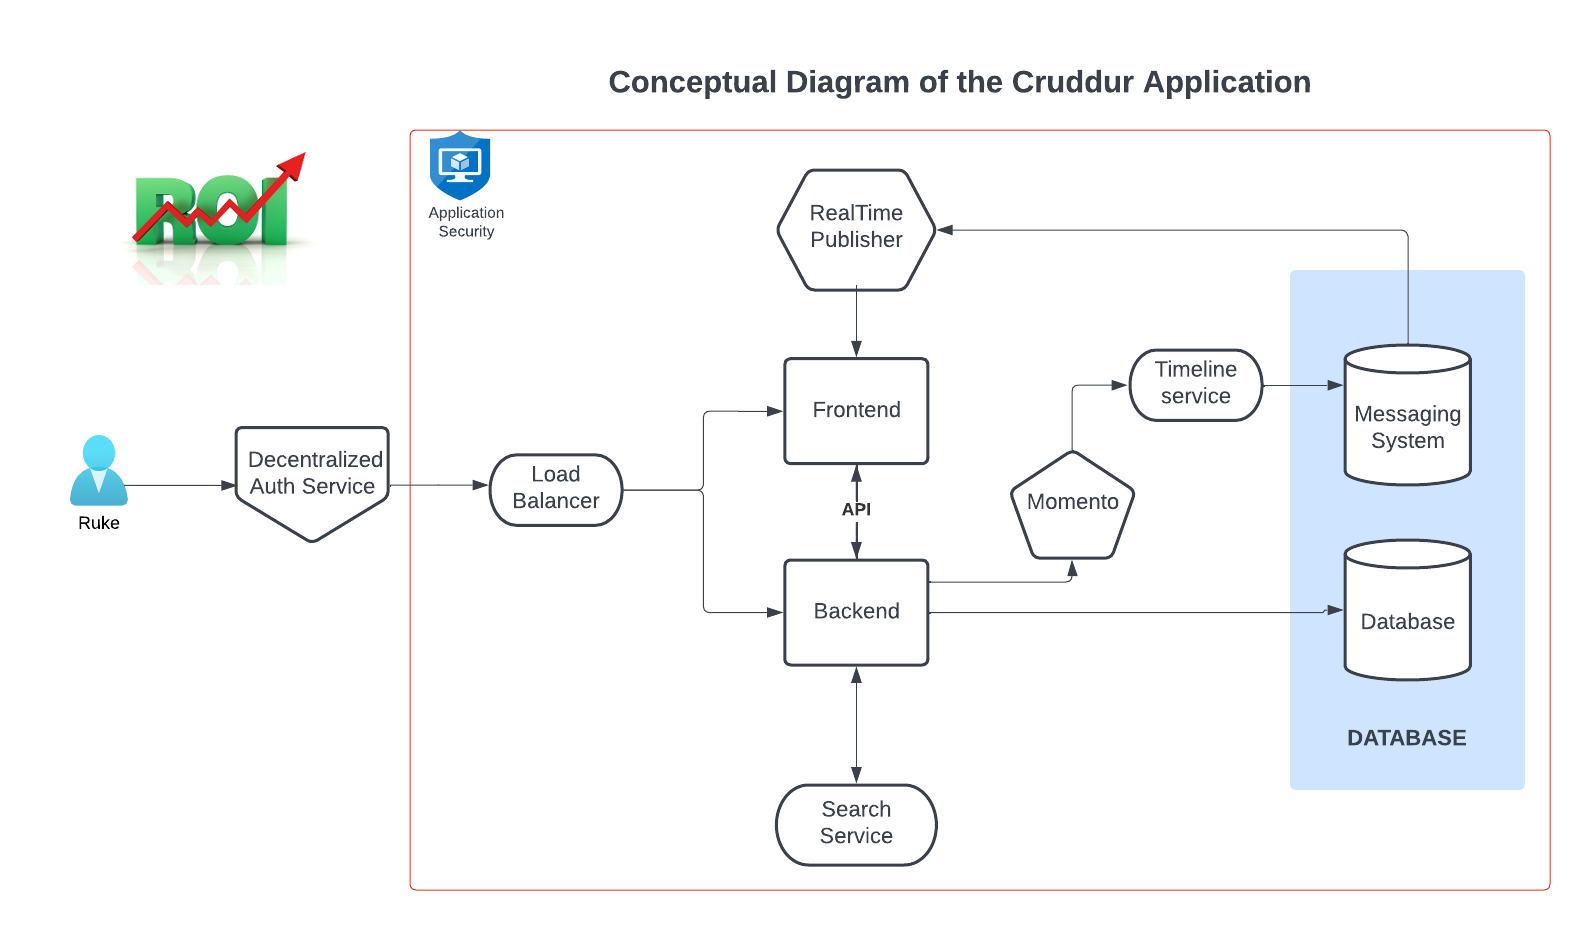 Conceptual Diagram of the Cruddur Application
ROI
Application
Security
RealTime
Publisher
Timeline
service
Messaging
System
Frontend
Decentralized
Auth Service
Load
Balancer
Ruke
API
Momento
Backend
Database
DATABASE
Search
Service